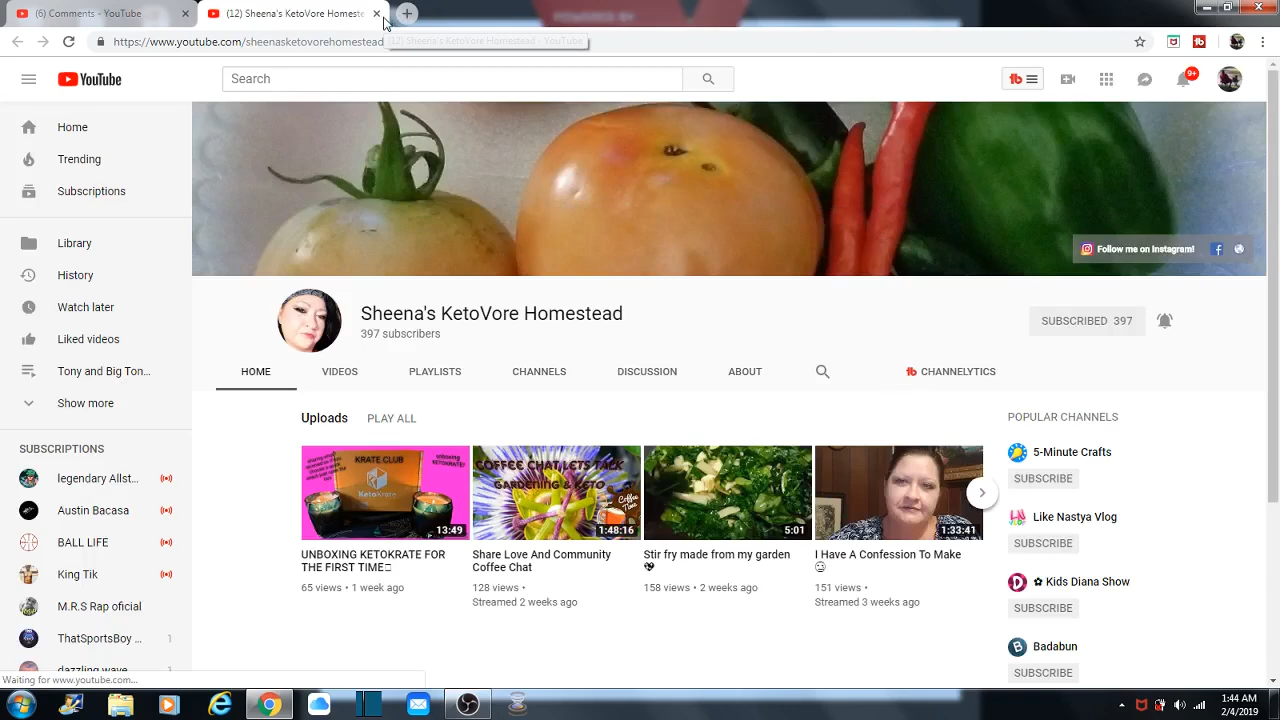 (6) Comments - YouTube
(12) Sheena's KetoVore Homeste
https://www.youtube.com/sheenasketovorehomestead
(12) Sheena's KetoVore Homestead - YouTube
YouTube
Search
9+
Home
Trending
Subscriptions
Library
History
Watch later
Liked videos
Tony and Big Ton...
Show more
SUBSCRIPTIONS
legendary Allst...
Austin Bacasa
BALL LIFE
King Tik
M.R.S Rap oficial
ThatSportsBoy ... 1
dazzling wave 1
Follow me on Instagram!
Sheena's KetoVore Homestead
397 subscribers
SUBSCRIBED 397
HOME VIDEOS PLAYLISTS CHANNELS DISCUSSION ABOUT CHANNELYTICS
Uploads PLAY ALL
KRATE CLUB
KetoKrate
unboxing
KETOKRATE!
13:49
UNBOXING KETOKRATE FOR
THE FIRST TIME
65 views • 1 week ago
COFFEE CHAT LETS TALK
GARDENING & KETO
Coffee
Time
1:48:16
Share Love And Community
Coffee Chat
128 views •
Streamed 2 weeks ago
5:01
Stir fry made from my garden
158 views • 2 weeks ago
1:33:41
I Have A Confession To Make
151 views •
Streamed 3 weeks ago
POPULAR CHANNELS
5-Minute Crafts
SUBSCRIBE
Like Nastya Vlog
SUBSCRIBE
✿ Kids Diana Show
SUBSCRIBE
Badabun
SUBSCRIBE
Waiting for www.youtube.com...
1:44 AM
2/4/2019